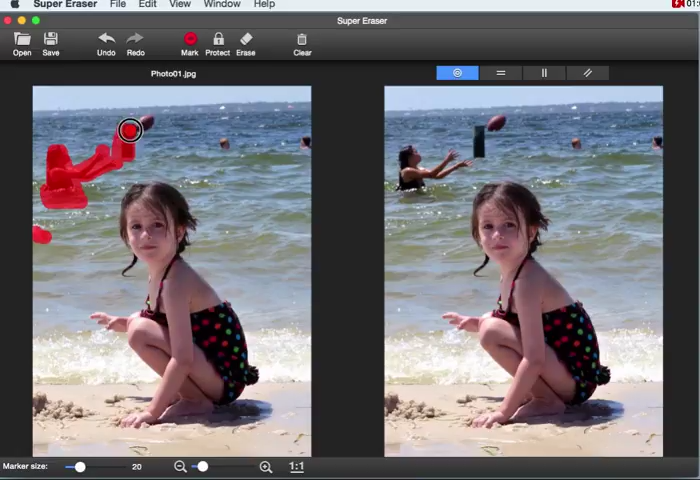 Super Eraser File Edit View Window Help
Super Eraser
Open Save Undo Redo Mark Protect Erase Clear
Photo01.jpg
Marker size: 20 1:1